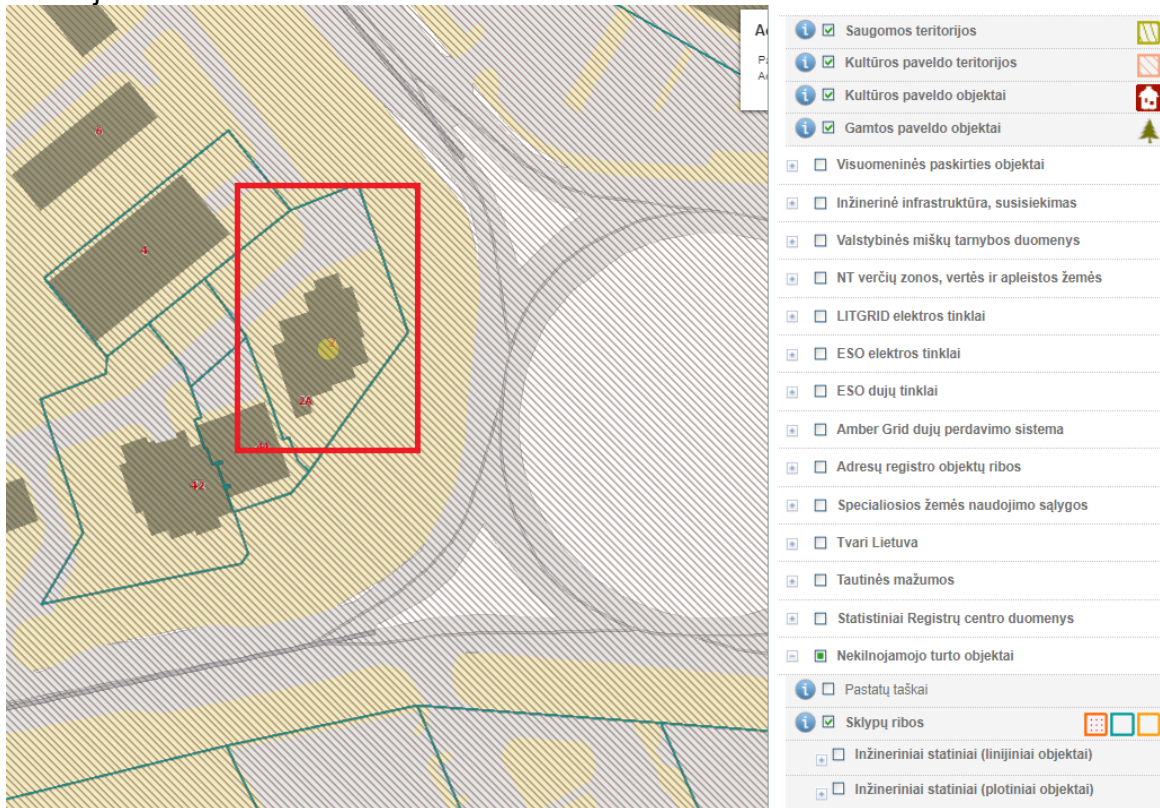 6
4
2
2A
42
Saugomos teritorijos
Kultūros paveldo teritorijos
Kultūros paveldo objektai
Gamtos paveldo objektai
Visuomeninės paskirties objektai
Inžinerinė infrastruktūra, susisiekimas
Valstybinės miškų tarnybos duomenys
NT verčių zonos, vertės ir apleistos žemės
LITGRID elektros tinklai
ESO elektros tinklai
ESO dujų tinklai
Amber Grid dujų perdavimo sistema
Adresų registro objektų ribos
Specialiosios žemės naudojimo sąlygos
Tvari Lietuva
Tautinės mažumos
Statistiniai Registrų centro duomenys
Nekilnojamojo turto objektai
Pastatų taškai
Sklypų ribos
Inžineriniai statiniai (linijiniai objektai)
Inžineriniai statiniai (plotiniai objektai)